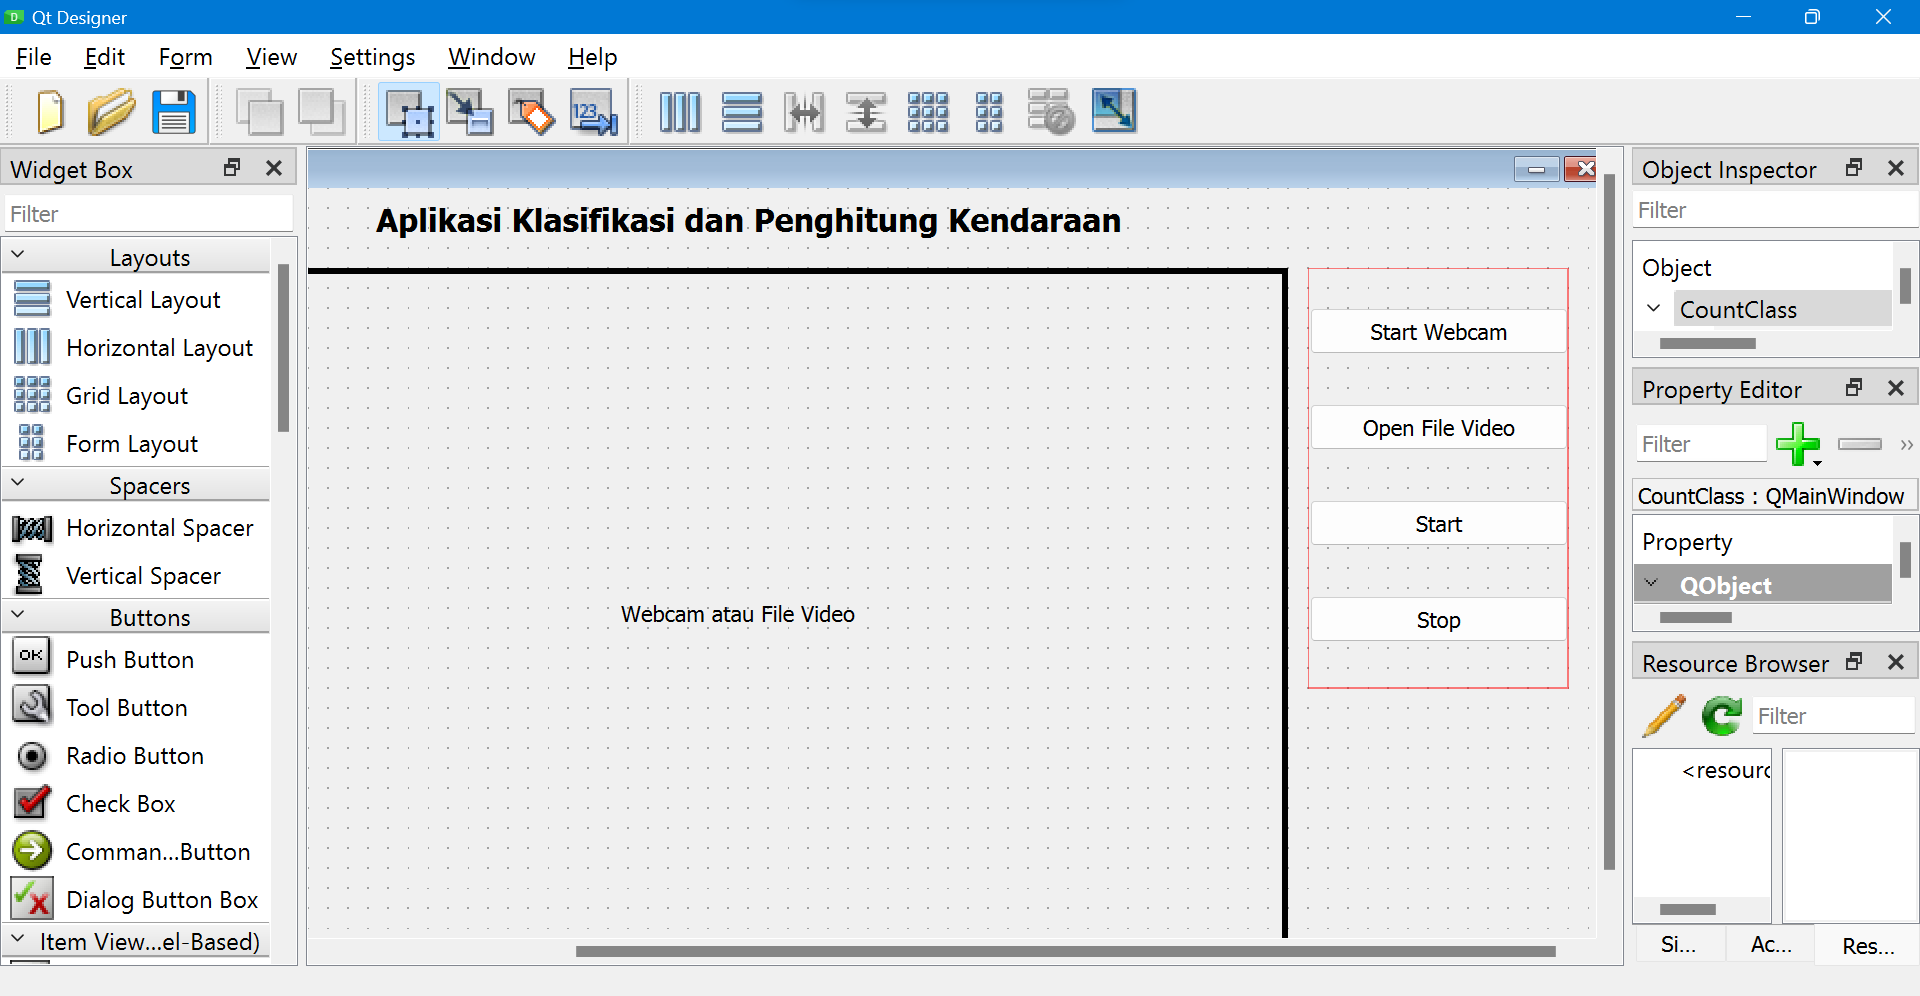 Qt Designer
File Edit Form View Settings Window Help
123
Widget Box
Filter
Layouts
Vertical Layout
Horizontal Layout
Grid Layout
Form Layout
Spacers
Horizontal Spacer
Vertical Spacer
Buttons
OK Push Button
Tool Button
Radio Button
Check Box
Comman...Button
Dialog Button Box
Item View...el-Based)
Aplikasi Klasifikasi dan Penghitung Kendaraan
Webcam atau File Video
Start Webcam
Open File Video
Start
Stop
Object Inspector
Filter
Object
CountClass
Property Editor
Filter
CountClass : QMainWindow
Property
QObject
Resource Browser
Filter
<resourc
Si... Ac... Res...